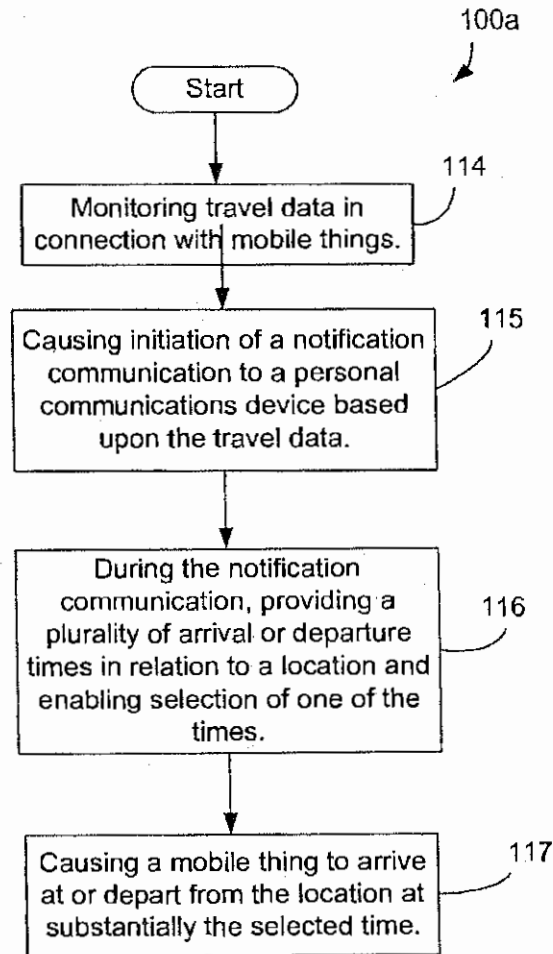 100a
Start
114
Monitoring travel data in
connection with mobile things.
115
Causing initiation of a notification
communication to a personal
communications device based
upon the travel data.
116
During the notification
communication, providing a
plurality of arrival or departure
times in relation to a location and
enabling selection of one of the
times.
117
Causing a mobile thing to arrive
at or depart from the location at
substantially the selected time.